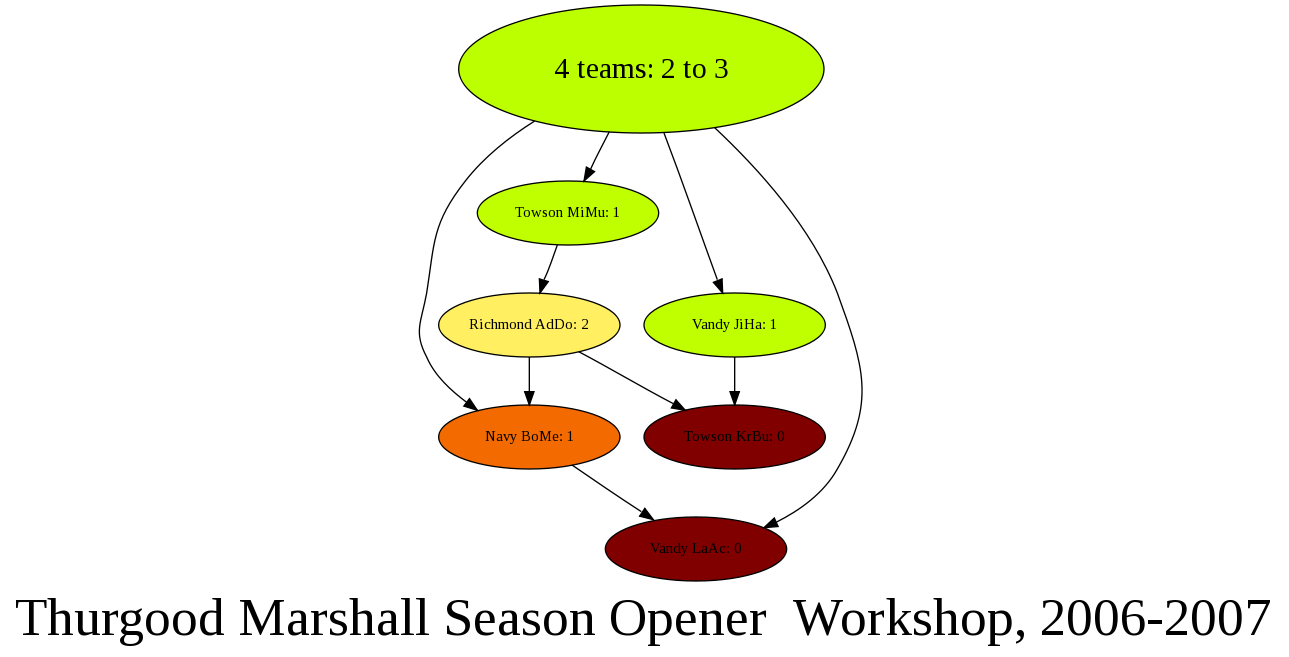 4 teams: 2 to 3
Towson MiMu: 1
Richmond AdDo: 2
Vandy JiHa: 1
Navy BoMe: 1
Towson KrBu: 0
Vandy LaAc: 0
Thurgood Marshall Season Opener  Workshop, 2006-2007